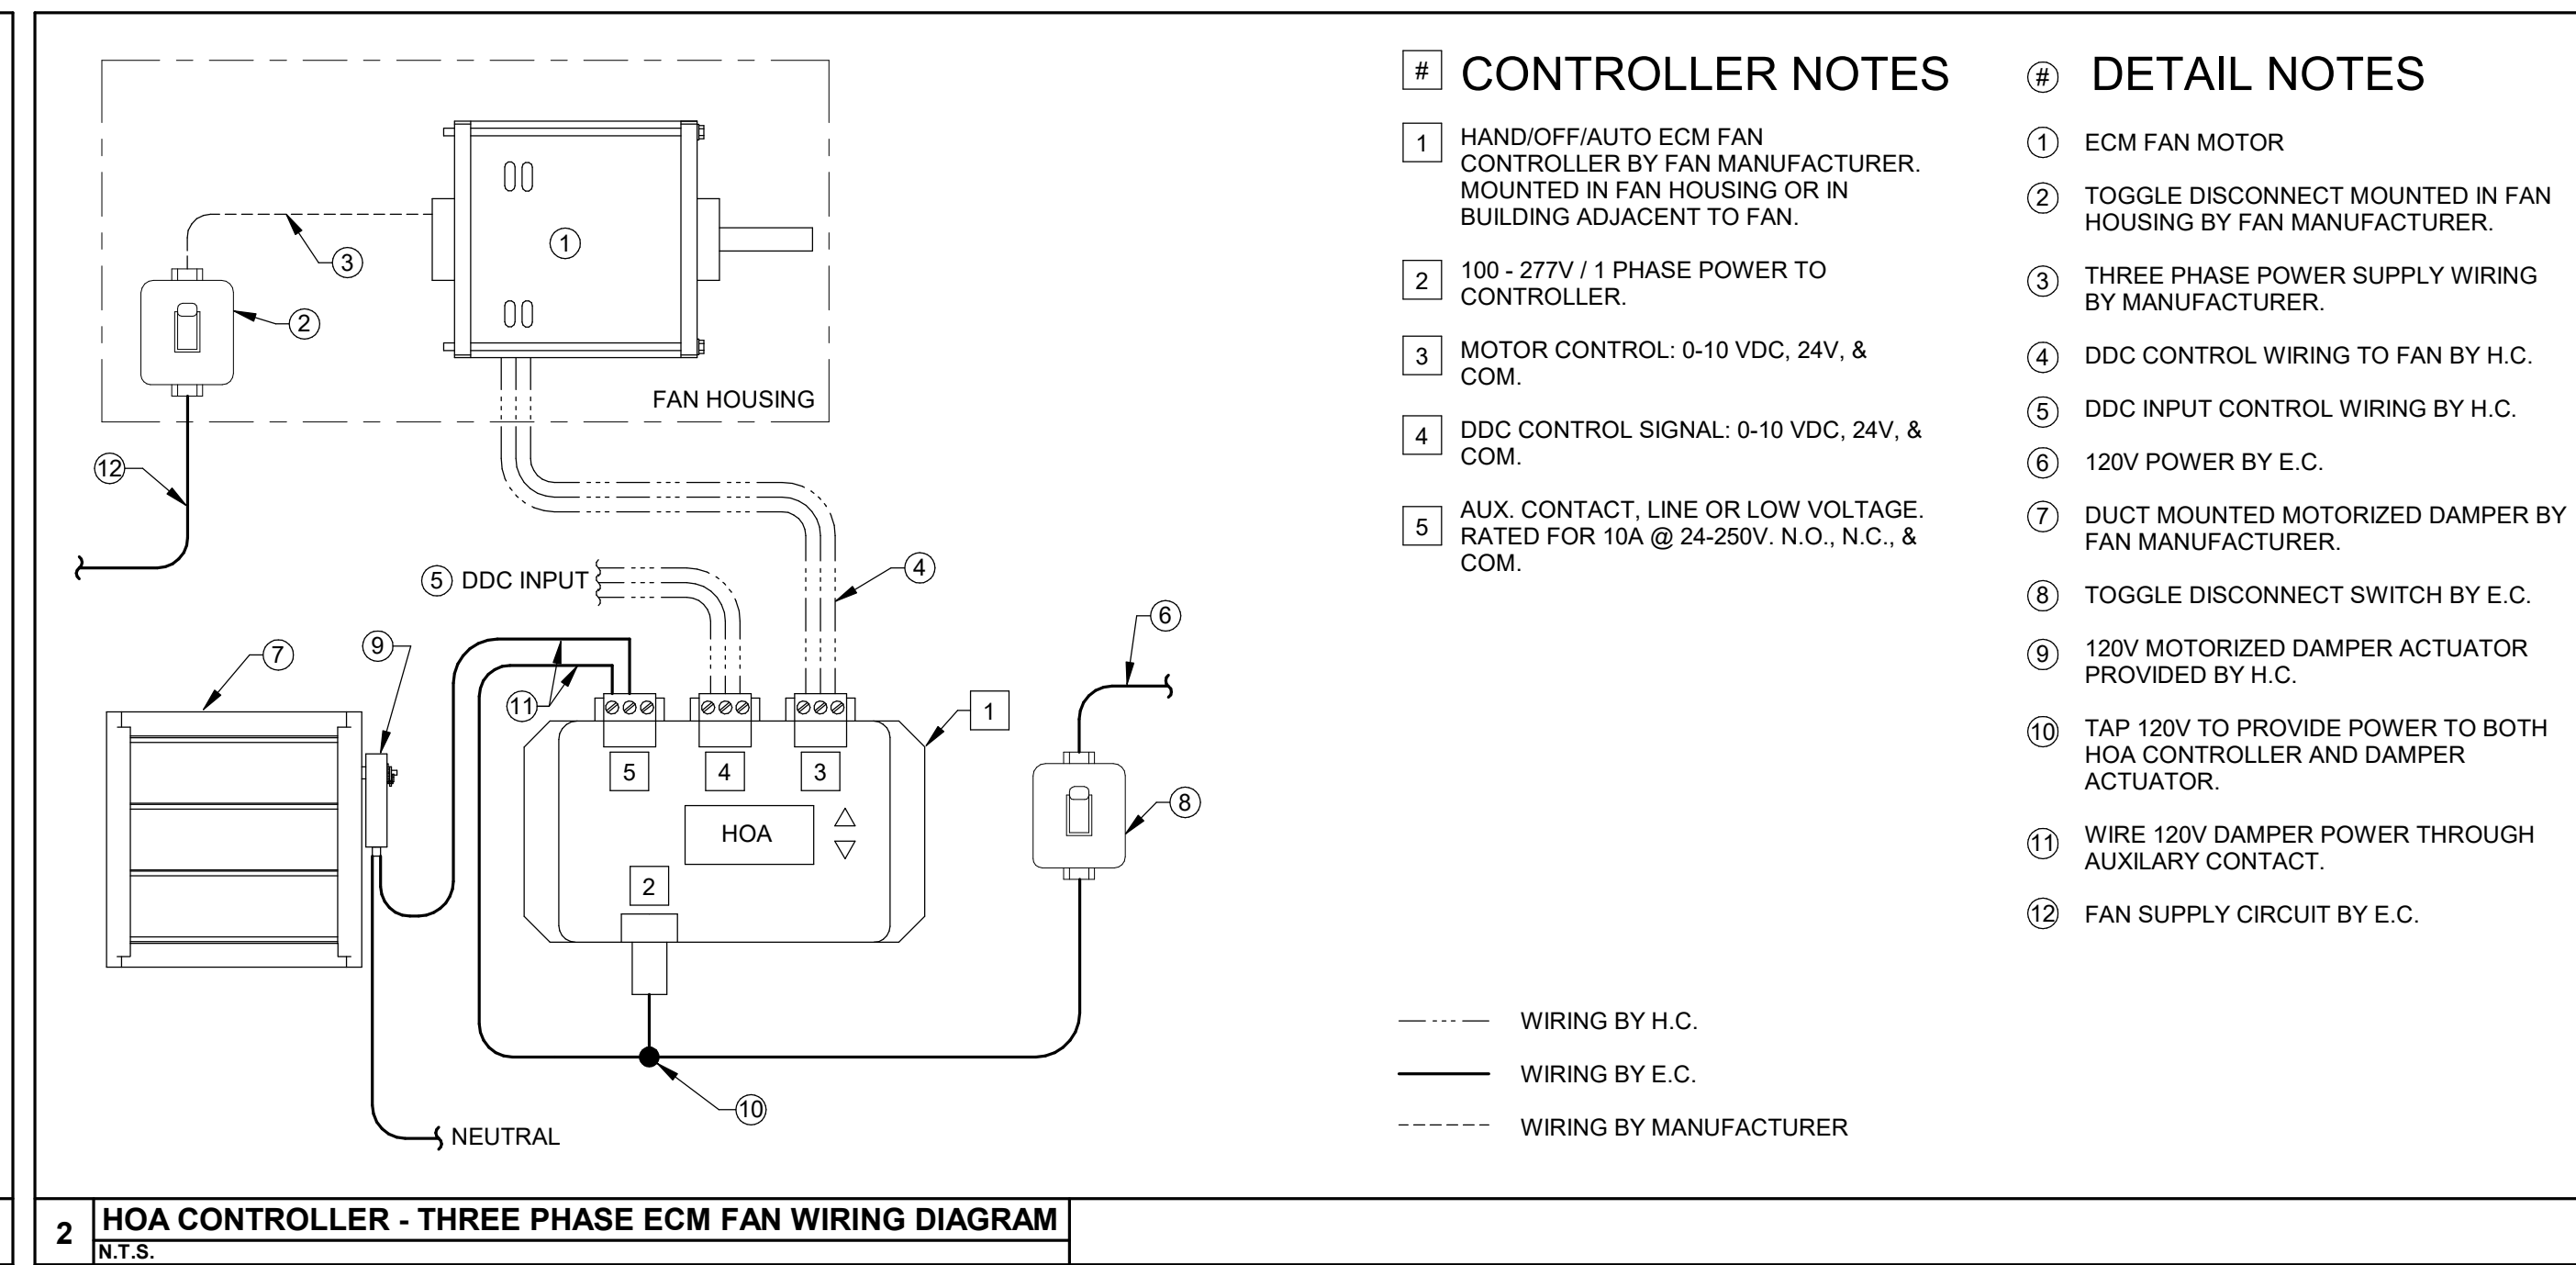 1
3
2
FAN HOUSING
12
5 DDC INPUT
4
6
7
9
11
1
5
4
3
HOA
8
2
10
NEUTRAL
# CONTROLLER NOTES
1 HAND/OFF/AUTO ECM FAN
CONTROLLER BY FAN MANUFACTURER.
MOUNTED IN FAN HOUSING OR IN
BUILDING ADJACENT TO FAN.
2 100 - 277V / 1 PHASE POWER TO
CONTROLLER.
3 MOTOR CONTROL: 0-10 VDC, 24V, &
COM.
4 DDC CONTROL SIGNAL: 0-10 VDC, 24V, &
COM.
5 AUX. CONTACT, LINE OR LOW VOLTAGE.
RATED FOR 10A @ 24-250V. N.O., N.C., &
COM.
# DETAIL NOTES
1 ECM FAN MOTOR
2 TOGGLE DISCONNECT MOUNTED IN FAN
HOUSING BY FAN MANUFACTURER.
3 THREE PHASE POWER SUPPLY WIRING
BY MANUFACTURER.
4 DDC CONTROL WIRING TO FAN BY H.C.
5 DDC INPUT CONTROL WIRING BY H.C.
6 120V POWER BY E.C.
7 DUCT MOUNTED MOTORIZED DAMPER BY
FAN MANUFACTURER.
8 TOGGLE DISCONNECT SWITCH BY E.C.
9 120V MOTORIZED DAMPER ACTUATOR
PROVIDED BY H.C.
10 TAP 120V TO PROVIDE POWER TO BOTH
HOA CONTROLLER AND DAMPER
ACTUATOR.
11 WIRE 120V DAMPER POWER THROUGH
AUXILARY CONTACT.
12 FAN SUPPLY CIRCUIT BY E.C.
WIRING BY H.C.
WIRING BY E.C.
WIRING BY MANUFACTURER
2 HOA CONTROLLER - THREE PHASE ECM FAN WIRING DIAGRAM
N.T.S.